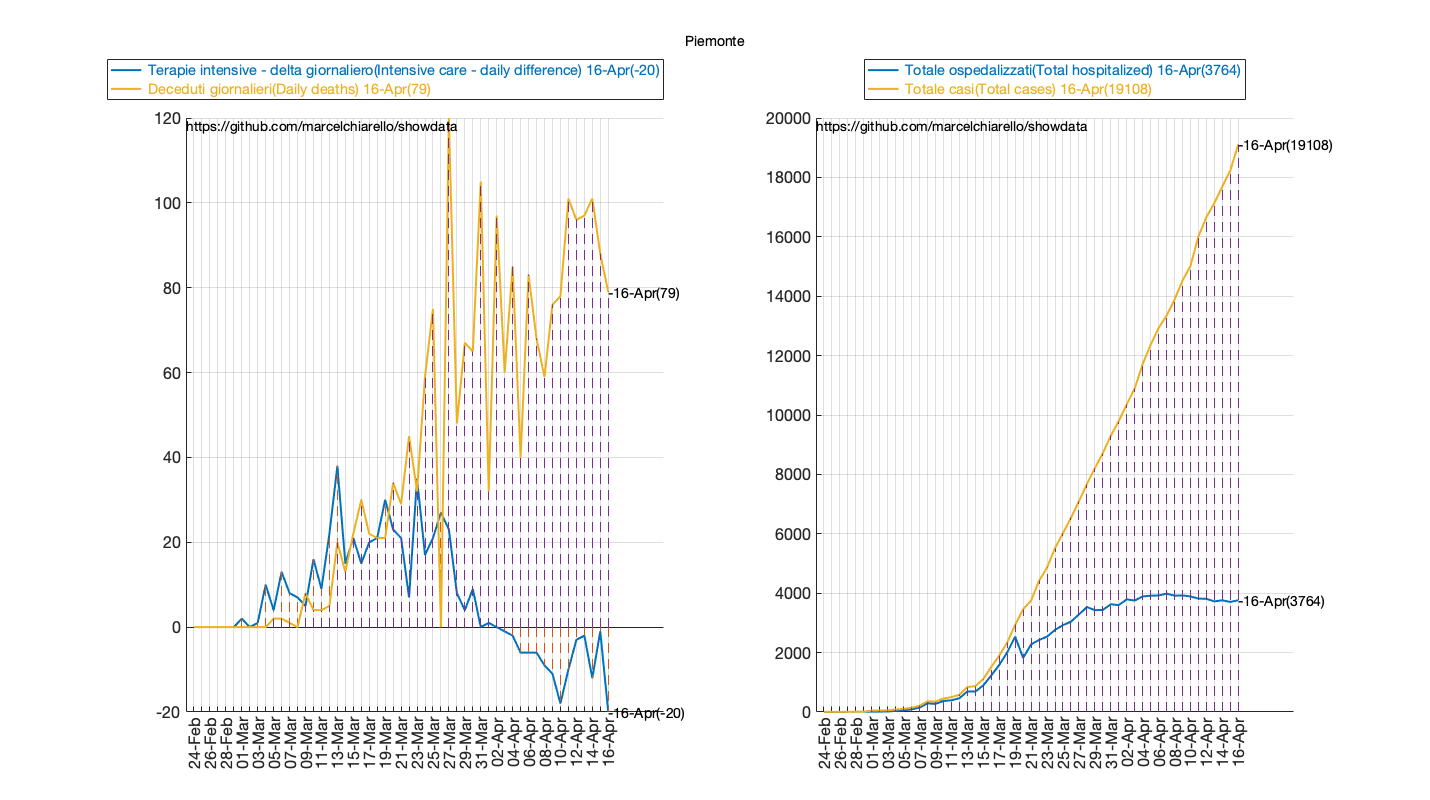 Piemonte
Terapie intensive - delta giornaliero(Intensive care - daily difference) 16-Apr(-20)
Deceduti giornalieri(Daily deaths) 16-Apr(79)
https://github.com/marcelchiarello/showdata
120
100
80
60
40
20
0
-20
-16-Apr(79)
-16-Apr(-20)
24-Feb
26-Feb
28-Feb
01-Mar
03-Mar
05-Mar
07-Mar
09-Mar
11-Mar
13-Mar
15-Mar
17-Mar
19-Mar
21-Mar
23-Mar
25-Mar
27-Mar
29-Mar
31-Mar
02-Apr
04-Apr
06-Apr
08-Apr
10-Apr
12-Apr
14-Apr
16-Apr
Totale ospedalizzati(Total hospitalized) 16-Apr(3764)
Totale casi(Total cases) 16-Apr(19108)
https://github.com/marcelchiarello/showdata
20000
18000
16000
14000
12000
10000
8000
6000
4000
2000
0
-16-Apr(19108)
-16-Apr(3764)
24-Feb
26-Feb
28-Feb
01-Mar
03-Mar
05-Mar
07-Mar
09-Mar
11-Mar
13-Mar
15-Mar
17-Mar
19-Mar
21-Mar
23-Mar
25-Mar
27-Mar
29-Mar
31-Mar
02-Apr
04-Apr
06-Apr
08-Apr
10-Apr
12-Apr
14-Apr
16-Apr